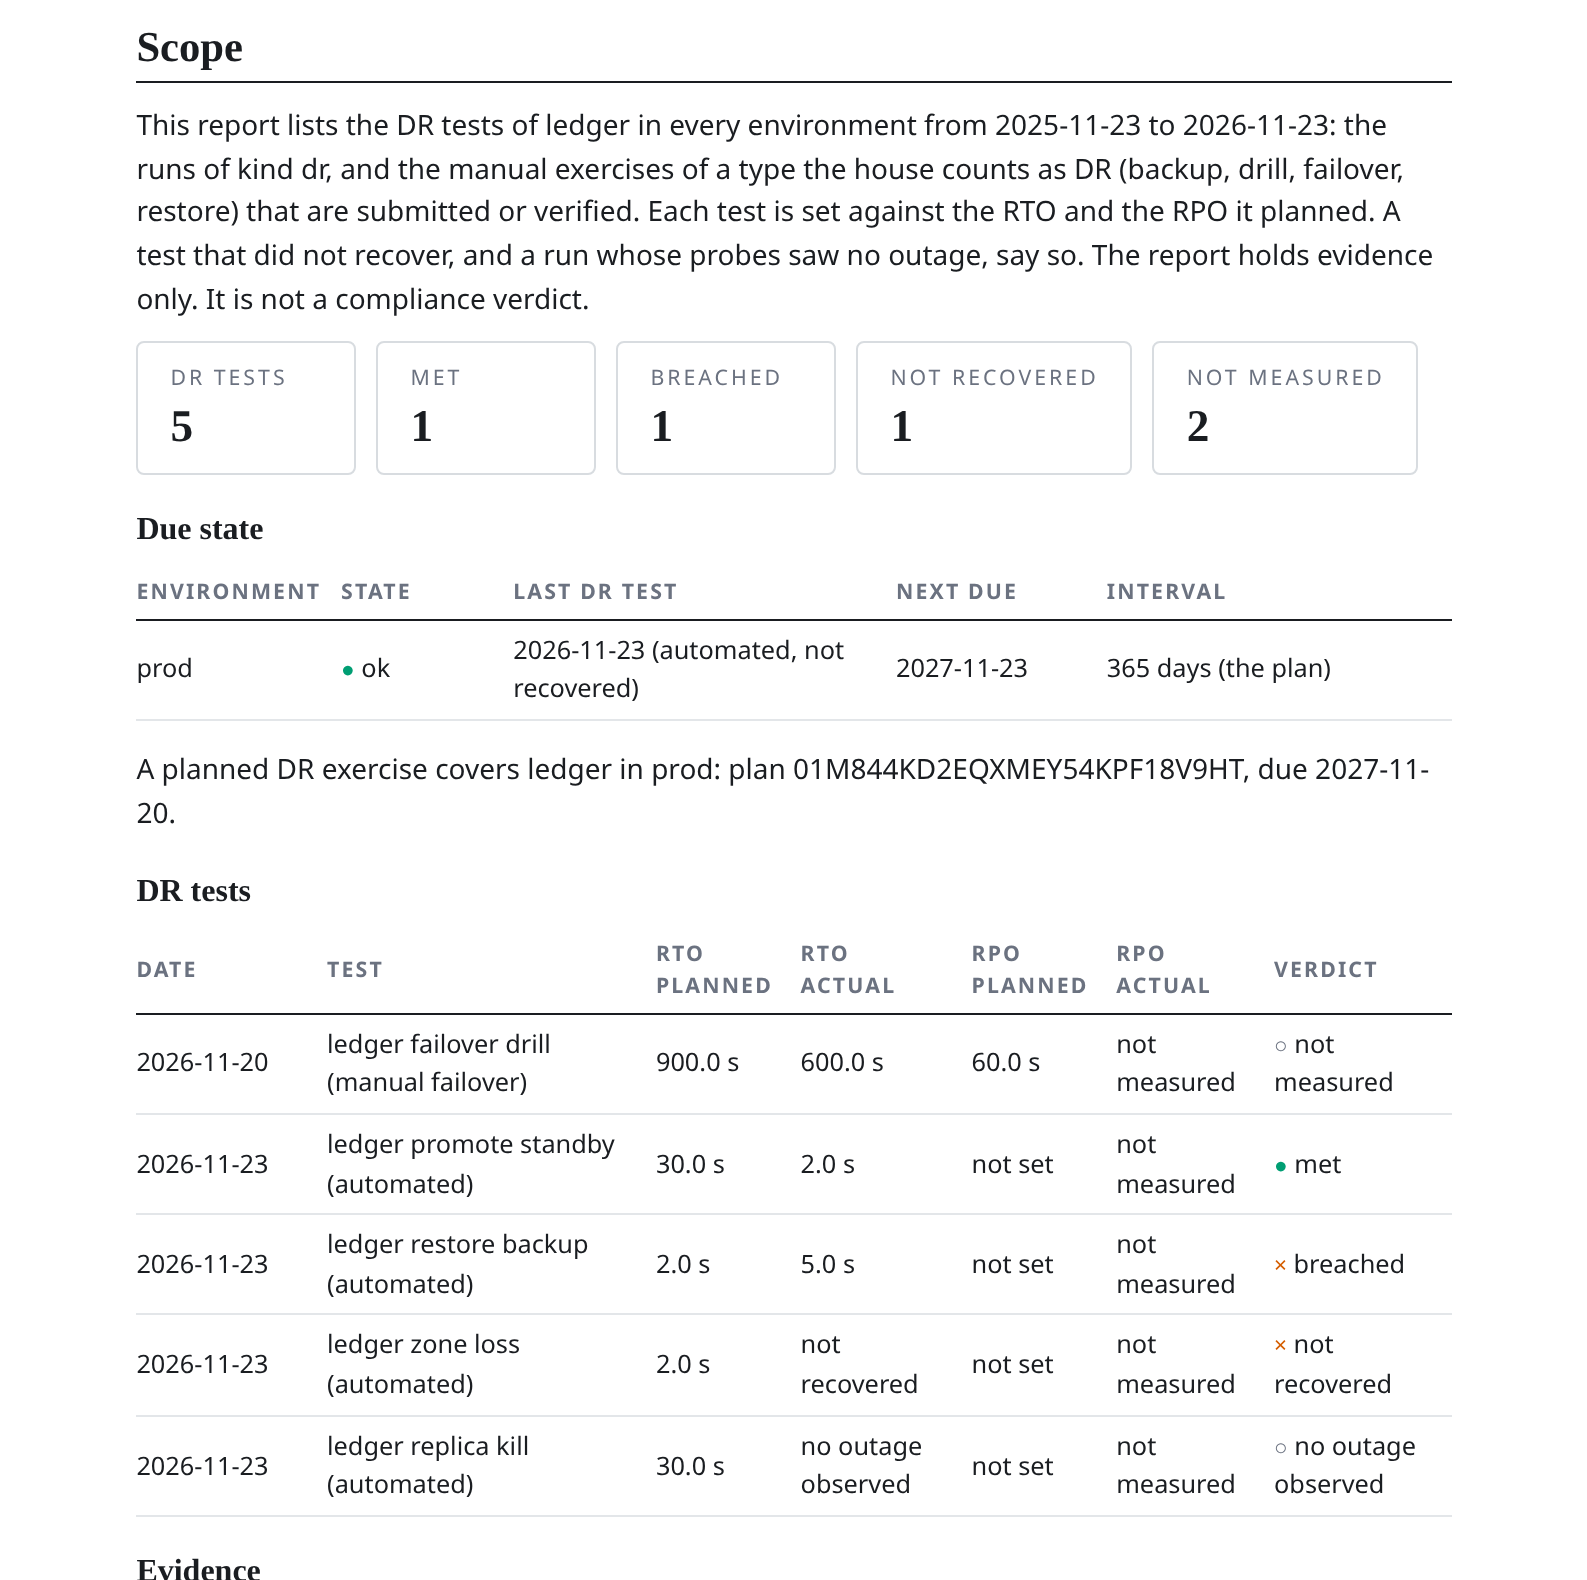 Scope
This report lists the DR tests of ledger in every environment from 2025-11-23 to 2026-11-23: the
runs of kind dr, and the manual exercises of a type the house counts as DR (backup, drill, failover,
restore) that are submitted or verified. Each test is set against the RTO and the RPO it planned. A
test that did not recover, and a run whose probes saw no outage, say so. The report holds evidence
only. It is not a compliance verdict.
DR TESTS MET BREACHED NOT RECOVERED NOT MEASURED
5 1 1 1 2
Due state
ENVIRONMENT STATE LAST DR TEST NEXT DUE INTERVAL
prod ● ok 2026-11-23 (automated, not recovered) 2027-11-23 365 days (the plan)
A planned DR exercise covers ledger in prod: plan 01M844KD2EQXMEY54KPF18V9HT, due 2027-11-
20.
DR tests
DATE TEST RTO PLANNED RTO ACTUAL RPO PLANNED RPO ACTUAL VERDICT
2026-11-20 ledger failover drill (manual failover) 900.0 s 600.0 s 60.0 s not measured ○ not measured
2026-11-23 ledger promote standby (automated) 30.0 s 2.0 s not set not measured ● met
2026-11-23 ledger restore backup (automated) 2.0 s 5.0 s not set not measured × breached
2026-11-23 ledger zone loss (automated) 2.0 s not recovered not set not measured × not recovered
2026-11-23 ledger replica kill (automated) 30.0 s no outage observed not set not measured ○ no outage observed
Evidence